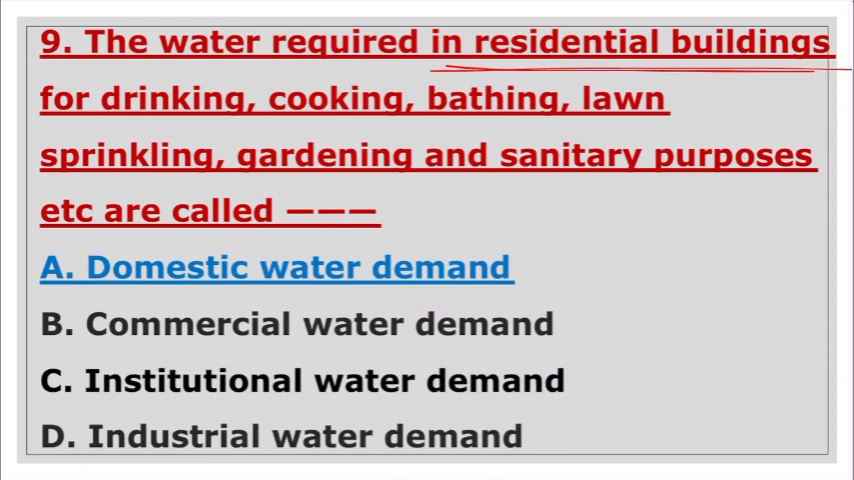 9. The water required in residential buildings
for drinking, cooking, bathing, lawn
sprinkling, gardening and sanitary purposes
etc are called ———
A. Domestic water demand
B. Commercial water demand
C. Institutional water demand
D. Industrial water demand